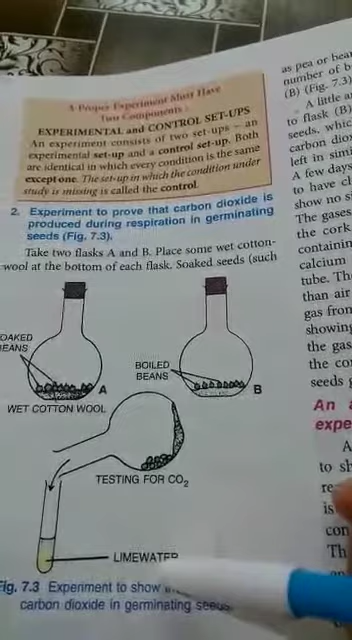 A Proper Experiment Must Have
Two Components :
EXPERIMENTAL and CONTROL SET-UPS
An experiment consists of two set-ups – an
experimental set-up and a control set-up. Both
are identical in which every condition is the same
except one. The set-up in which the condition under
study is missing is called the control.
2. Experiment to prove that carbon dioxide is
produced during respiration in germinating
seeds (Fig. 7.3).
Take two flasks A and B. Place some wet cotton-
wool at the bottom of each flask. Soaked seeds (such
OAKED
BEANS
A
BOILED
BEANS
B
WET COTTON WOOL
TESTING FOR CO₂
LIMEWATER
Fig. 7.3 Experiment to show
carbon dioxide in germinating seeds
as pea or bea
number of b
(B) (Fig. 7.3)
A little a
to flask (B)
seeds, whic
carbon diox
left in simi
A few days
to have cl
show no s
The gases
the cork
containin
calcium
tube. Th
than air
gas from
showing
the gas
the co
seeds g
An a
expe
A
to sh
re
is
con
Th